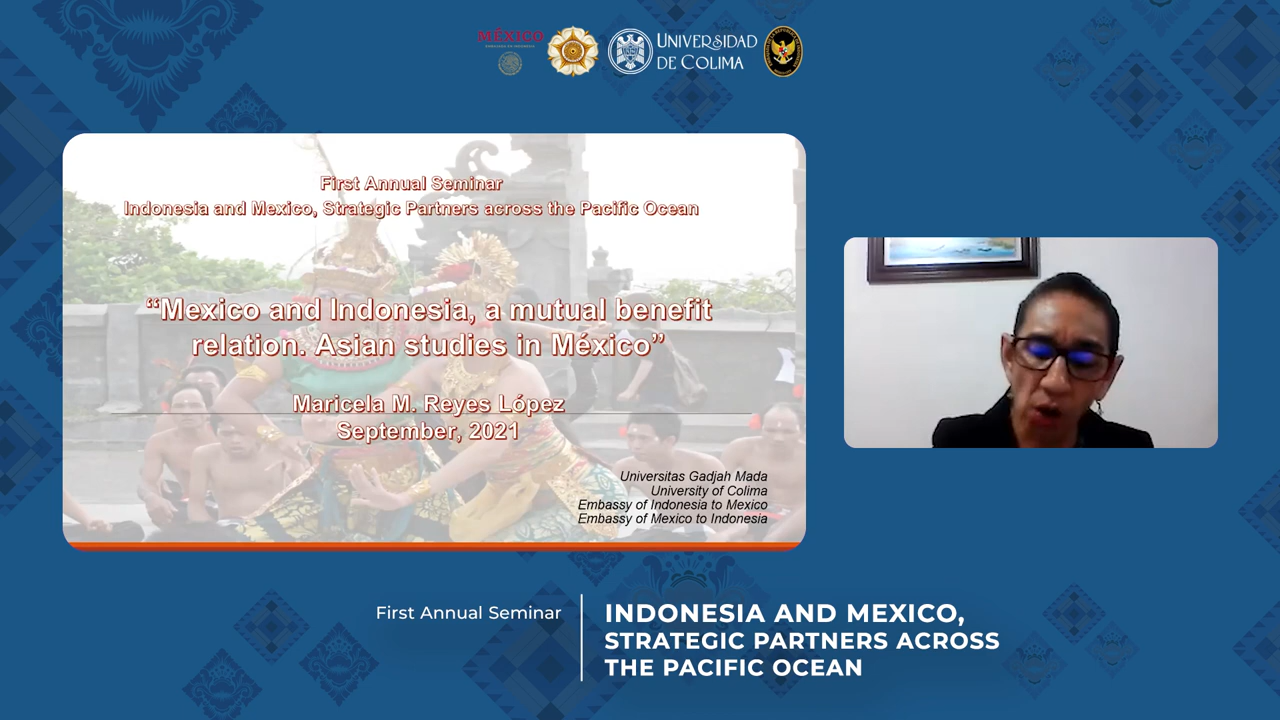 MÉXICO
UNIVERSIDAD
DE COLIMA
First Annual Seminar
Indonesia and Mexico, Strategic Partners across the Pacific Ocean
“Mexico and Indonesia, a mutual benefit
relation. Asian studies in México”
Maricela M. Reyes López
September, 2021
Universitas Gadjah Mada
University of Colima
Embassy of Indonesia to Mexico
Embassy of Mexico to Indonesia
First Annual Seminar
INDONESIA AND MEXICO,
STRATEGIC PARTNERS ACROSS
THE PACIFIC OCEAN